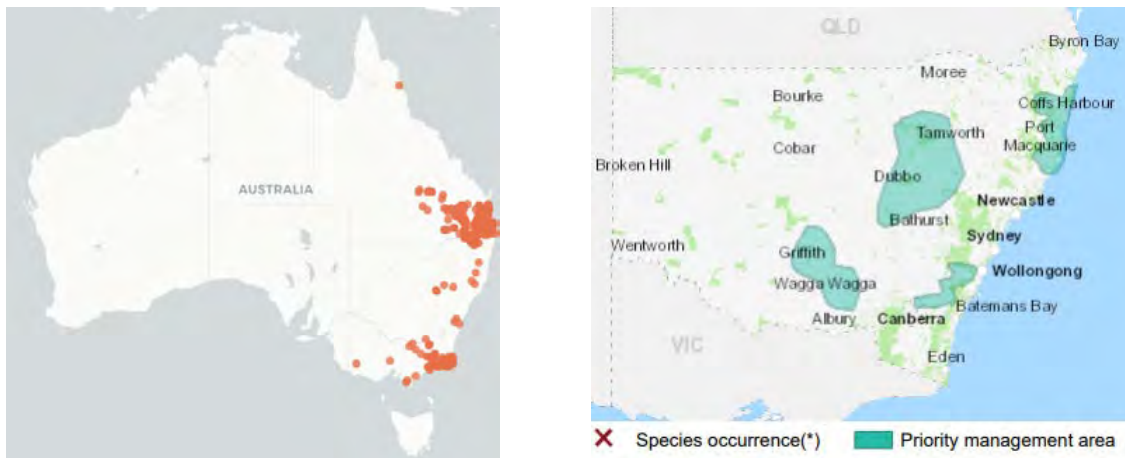 AUSTRALIA
QLD
Byron Bay
Moree
Bourke
Coffs Harbour
Tamworth
Port
Macquarie
Cobar
Broken Hill
Dubbo
Newcastle
Bathurst
Sydney
Wentworth
Griffith
Wollongong
Wagga Wagga
Batemans Bay
Albury
Canberra
VIC
Eden
Species occurrence(*)
Priority management area